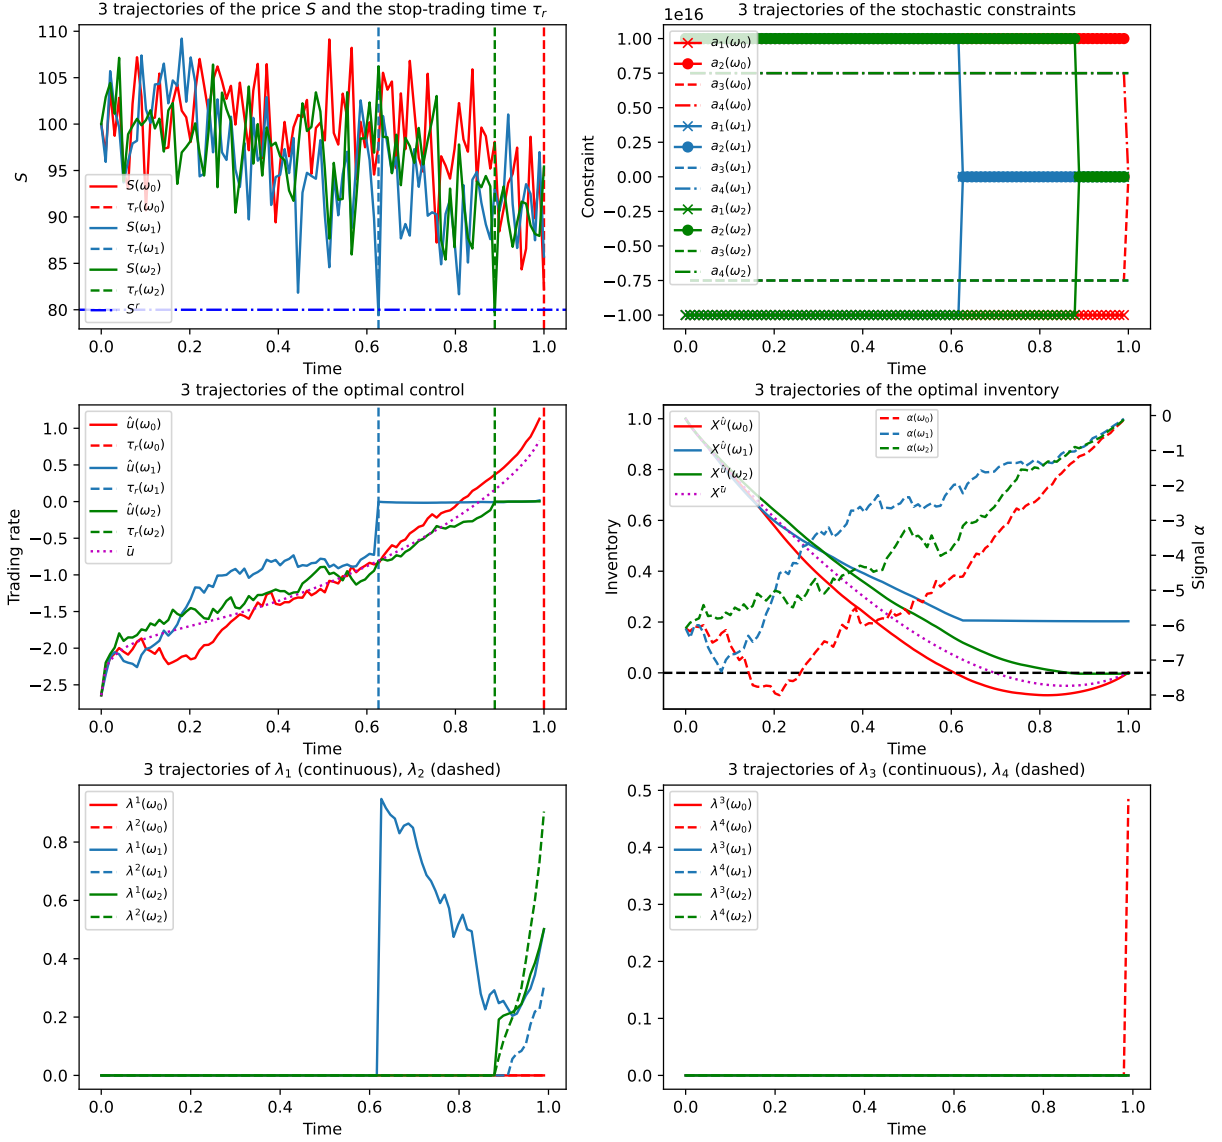 3 trajectories of the price S and the stop-trading time τ_r
110
105
100
95
90
85
80
S
S(ω₀)
τ_r(ω₀)
S(ω₁)
τ_r(ω₁)
S(ω₂)
τ_r(ω₂)
S^r
0.0 0.2 0.4 0.6 0.8 1.0
Time
3 trajectories of the stochastic constraints
1e16
1.00
0.75
0.50
0.25
0.00
−0.25
−0.50
−0.75
−1.00
Constraint
a₁(ω₀)
a₂(ω₀)
a₃(ω₀)
a₄(ω₀)
a₁(ω₁)
a₂(ω₁)
a₃(ω₁)
a₄(ω₁)
a₁(ω₂)
a₂(ω₂)
a₃(ω₂)
a₄(ω₂)
0.0 0.2 0.4 0.6 0.8 1.0
Time
3 trajectories of the optimal control
1.0
0.5
0.0
−0.5
−1.0
−1.5
−2.0
−2.5
Trading rate
û(ω₀)
τ_r(ω₀)
û(ω₁)
τ_r(ω₁)
û(ω₂)
τ_r(ω₂)
ū
0.0 0.2 0.4 0.6 0.8 1.0
Time
3 trajectories of the optimal inventory
1.0
0.8
0.6
0.4
0.2
0.0
Inventory
X^û(ω₀)
X^û(ω₁)
X^û(ω₂)
X^ū
α(ω₀)
α(ω₁)
α(ω₂)
0
−1
−2
−3
−4
−5
−6
−7
−8
Signal α
0.0 0.2 0.4 0.6 0.8 1.0
Time
3 trajectories of λ₁ (continuous), λ₂ (dashed)
0.8
0.6
0.4
0.2
0.0
λ¹(ω₀)
λ²(ω₀)
λ¹(ω₁)
λ²(ω₁)
λ¹(ω₂)
λ²(ω₂)
0.0 0.2 0.4 0.6 0.8 1.0
Time
3 trajectories of λ₃ (continuous), λ₄ (dashed)
0.5
0.4
0.3
0.2
0.1
0.0
λ³(ω₀)
λ⁴(ω₀)
λ³(ω₁)
λ⁴(ω₁)
λ³(ω₂)
λ⁴(ω₂)
0.0 0.2 0.4 0.6 0.8 1.0
Time